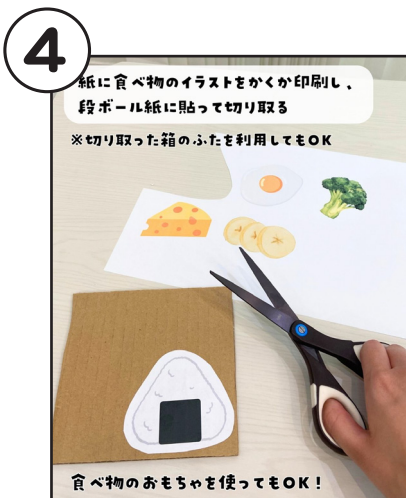 4
紙に食べ物のイラストをかくか印刷し、
段ボール紙に貼って切り取る
※切り取った箱のふたを利用してもOK
食べ物のおもちゃを使ってもOK！